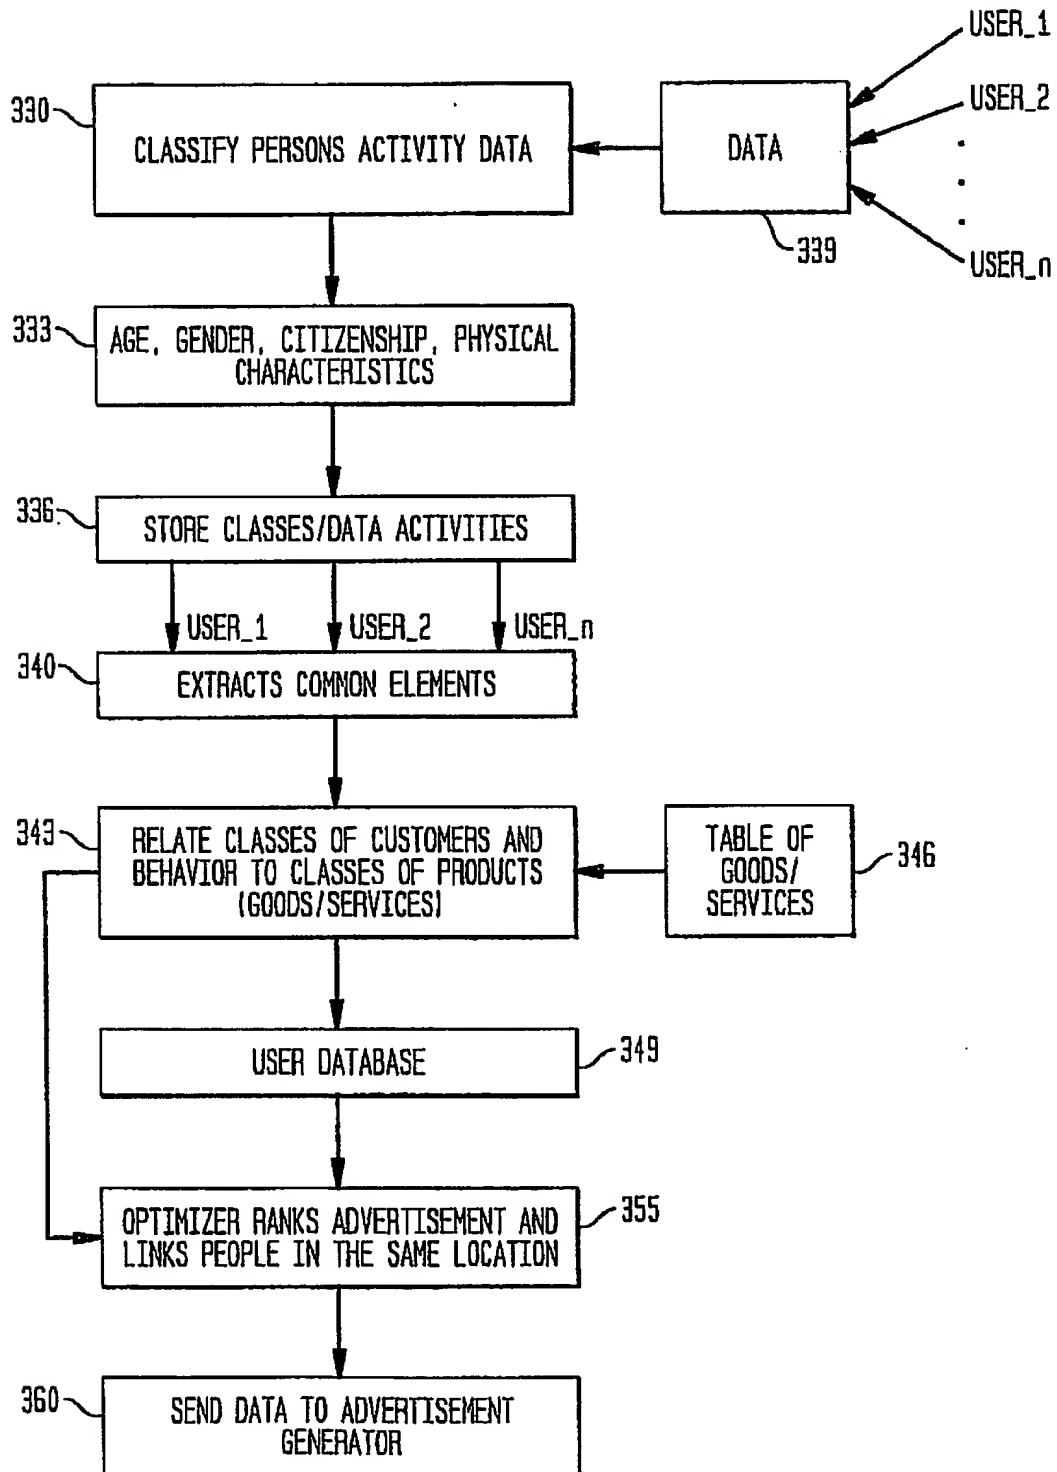 USER_1
330
CLASSIFY PERSONS ACTIVITY DATA
DATA
USER_2
339
USER_n
333
AGE, GENDER, CITIZENSHIP, PHYSICAL
CHARACTERISTICS
336
STORE CLASSES/DATA ACTIVITIES
USER_1
USER_2
USER_n
340
EXTRACTS COMMON ELEMENTS
343
RELATE CLASSES OF CUSTOMERS AND
BEHAVIOR TO CLASSES OF PRODUCTS
(GOODS/SERVICES)
TABLE OF
GOODS/
SERVICES
346
USER DATABASE
349
OPTIMIZER RANKS ADVERTISEMENT AND
LINKS PEOPLE IN THE SAME LOCATION
355
360
SEND DATA TO ADVERTISEMENT
GENERATOR